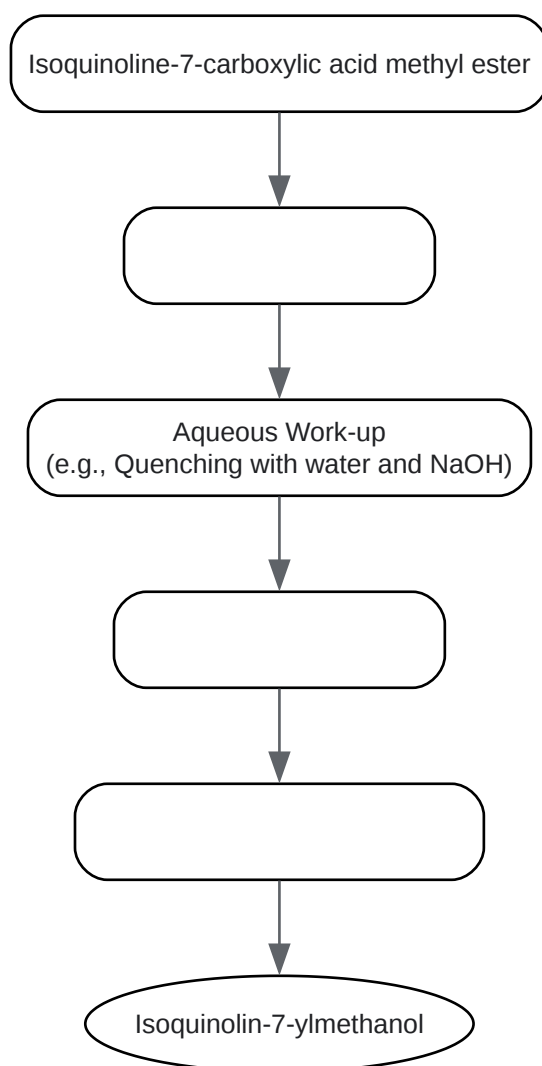 Isoquinoline-7-carboxylic acid methyl ester
Aqueous Work-up
(e.g., Quenching with water and NaOH)
Isoquinolin-7-ylmethanol